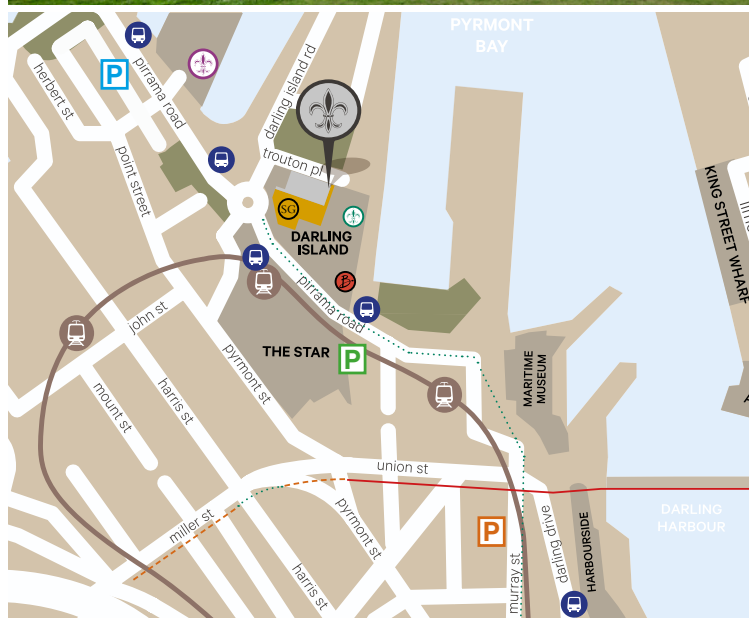 PYRMONT
BAY
P
pirrama road
herbert st
point street
darling island rd
trouton pl
SG
DARLING
ISLAND
B
KING STREET WHARF
pirrama road
john st
THE STAR
P
pyrmont st
mount st
harris st
MARITIME
MUSEUM
union st
miller st
pyrmont st
P
murray st
darling drive
HARBOURSIDE
DARLING
HARBOUR
harris st